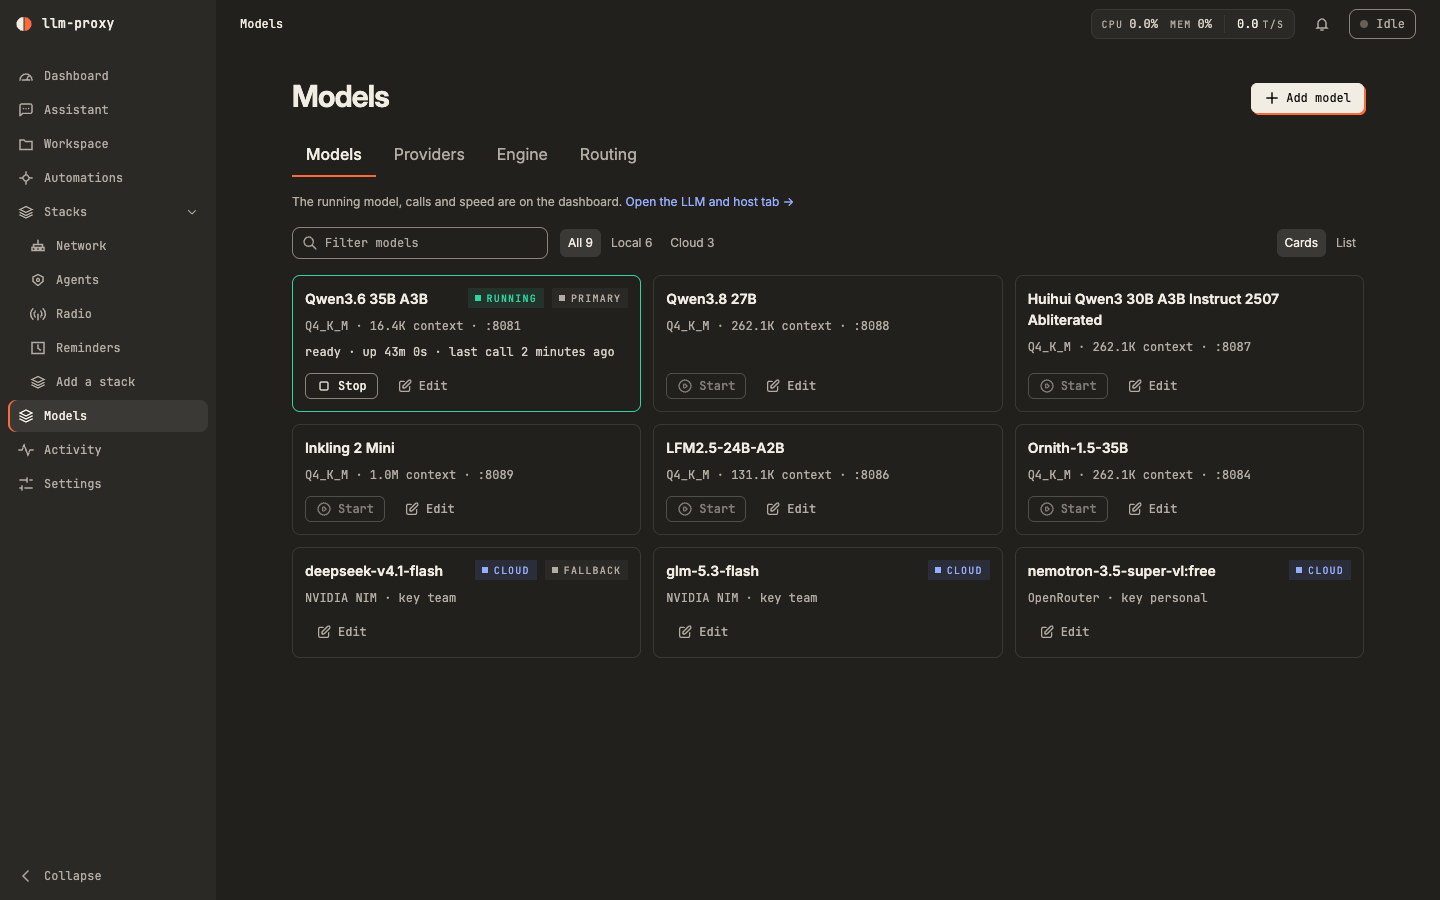 llm-proxy
Models
CPU 0.0% MEM 0% 0.0 T/S
Idle
Dashboard
Assistant
Workspace
Automations
Stacks
Network
Agents
Radio
Reminders
Add a stack
Models
Activity
Settings
Collapse
Models
Add model
Models Providers Engine Routing
The running model, calls and speed are on the dashboard. Open the LLM and host tab →
Filter models
All 9 Local 6 Cloud 3
Cards List
Qwen3.6 35B A3B RUNNING PRIMARY
Q4_K_M · 16.4K context · :8081
ready · up 43m 0s · last call 2 minutes ago
Stop Edit
Qwen3.8 27B
Q4_K_M · 262.1K context · :8088
Start Edit
Huihui Qwen3 30B A3B Instruct 2507
Abliterated
Q4_K_M · 262.1K context · :8087
Start Edit
Inkling 2 Mini
Q4_K_M · 1.0M context · :8089
Start Edit
LFM2.5-24B-A2B
Q4_K_M · 131.1K context · :8086
Start Edit
Ornith-1.5-35B
Q4_K_M · 262.1K context · :8084
Start Edit
deepseek-v4.1-flash CLOUD FALLBACK
NVIDIA NIM · key team
Edit
glm-5.3-flash CLOUD
NVIDIA NIM · key team
Edit
nemotron-3.5-super-vl:free CLOUD
OpenRouter · key personal
Edit